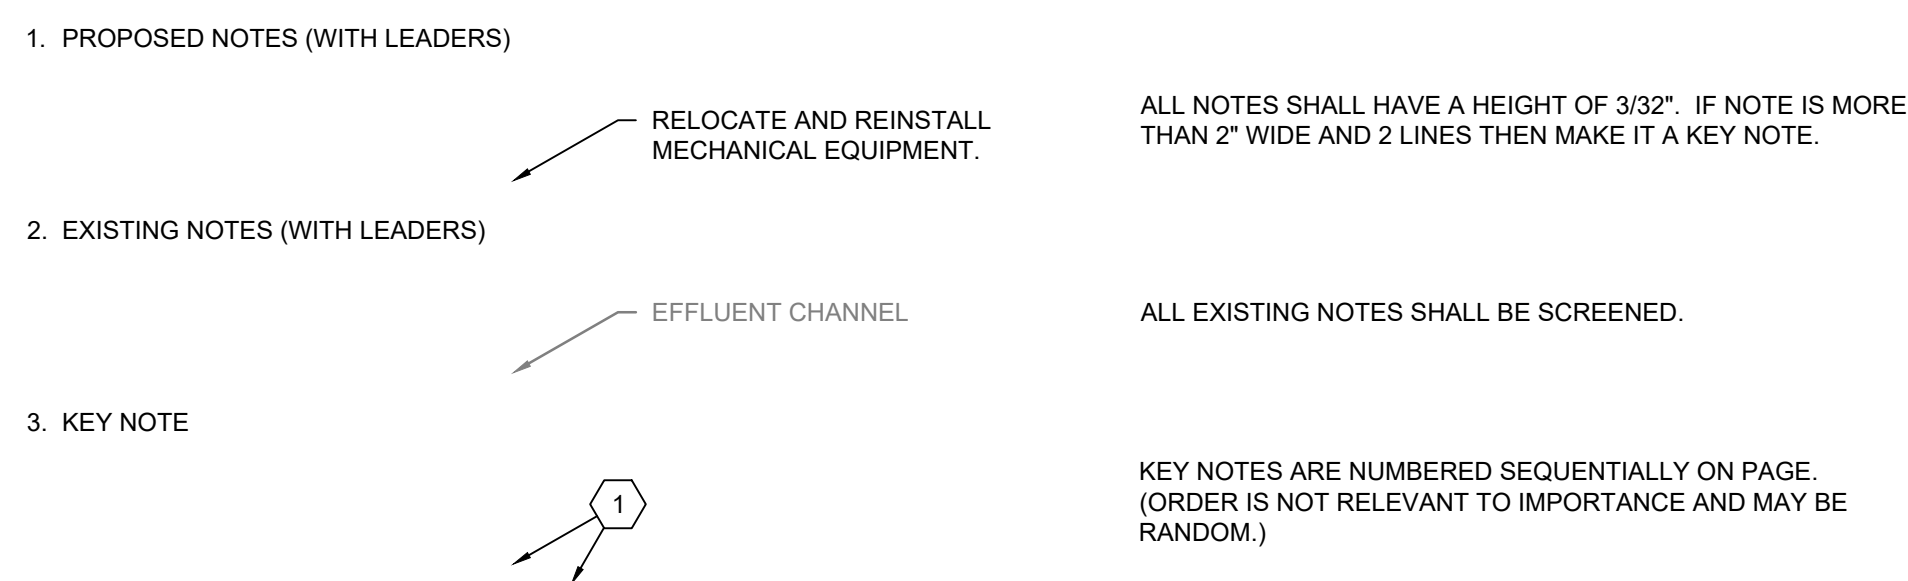 1. PROPOSED NOTES (WITH LEADERS)
RELOCATE AND REINSTALL
MECHANICAL EQUIPMENT.
ALL NOTES SHALL HAVE A HEIGHT OF 3/32". IF NOTE IS MORE
THAN 2" WIDE AND 2 LINES THEN MAKE IT A KEY NOTE.
2. EXISTING NOTES (WITH LEADERS)
EFFLUENT CHANNEL
ALL EXISTING NOTES SHALL BE SCREENED.
3. KEY NOTE
1
KEY NOTES ARE NUMBERED SEQUENTIALLY ON PAGE.
(ORDER IS NOT RELEVANT TO IMPORTANCE AND MAY BE
RANDOM.)